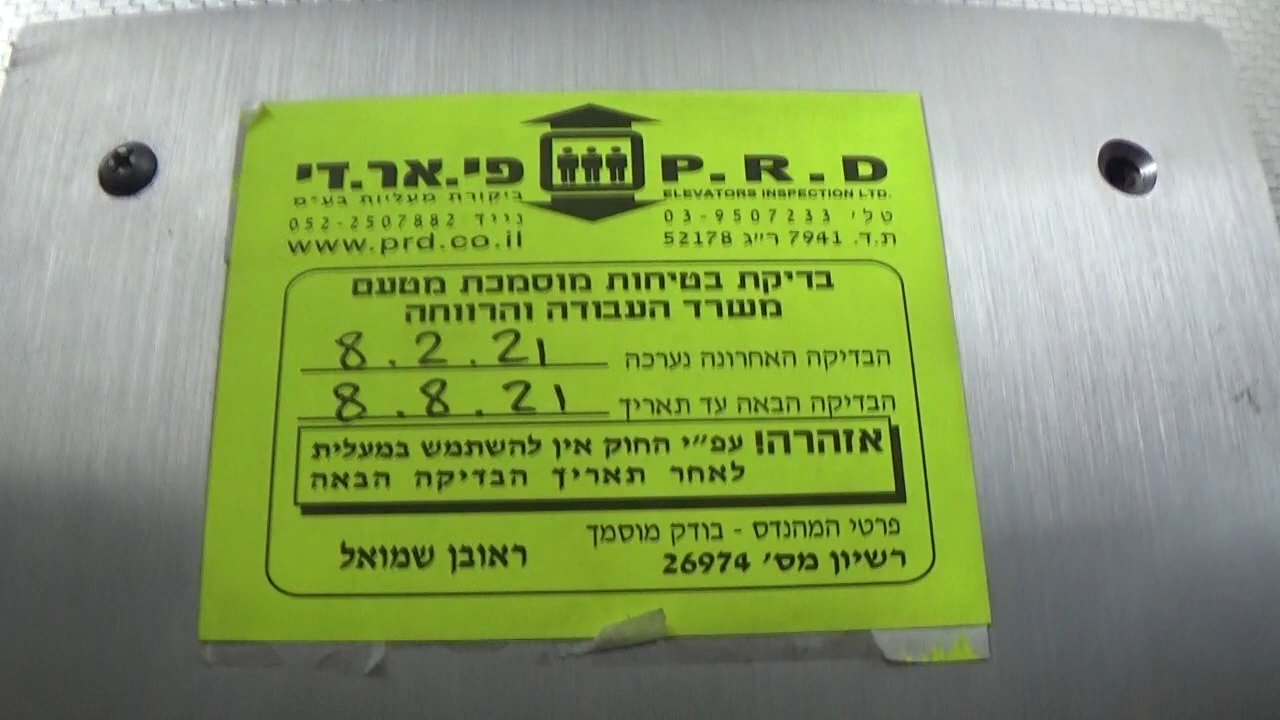 פי.אר.די P.R.D
ביקורת מעליות בע"מ ELEVATORS INSPECTION LTD.
נייד 052-2507882 טל' 03-9507233
www.prd.co.il ת.ד. 7941 ר"ג 52178
בדיקת בטיחות מוסמכת מטעם
משרד העבודה והרווחה
הבדיקה האחרונה נערכה 8.2.21
הבדיקה הבאה עד תאריך 8.8.21
אזהרה! עפ"י החוק אין להשתמש במעלית
לאחר תאריך הבדיקה הבאה
פרטי המהנדס - בודק מוסמך
רשיון מס' 26974 ראובן שמואל